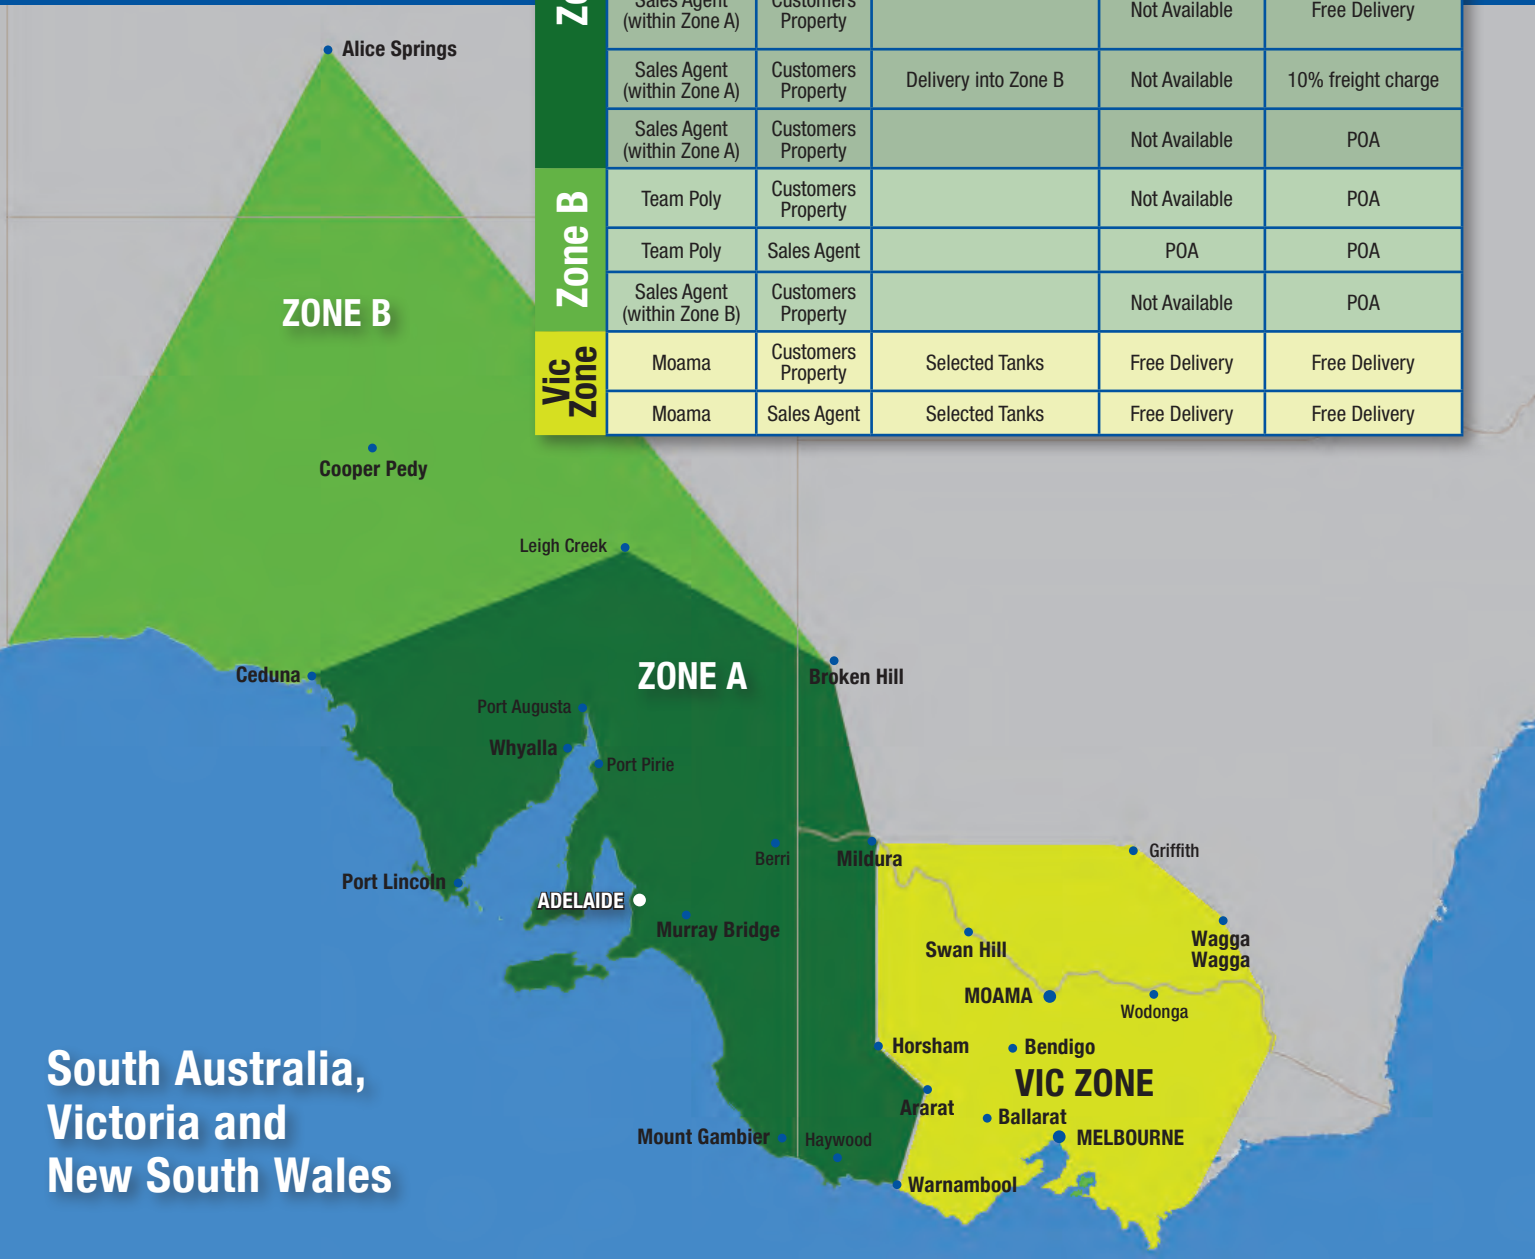 Zo
Sales Agent
(within Zone A)
Customers
Property
Not Available
Free Delivery
Sales Agent
(within Zone A)
Customers
Property
Delivery into Zone B
Not Available
10% freight charge
Sales Agent
(within Zone A)
Customers
Property
Not Available
POA
Zone B
Team Poly
Customers
Property
Not Available
POA
Team Poly
Sales Agent
POA
POA
Sales Agent
(within Zone B)
Customers
Property
Not Available
POA
Vic
Zone
Moama
Customers
Property
Selected Tanks
Free Delivery
Free Delivery
Moama
Sales Agent
Selected Tanks
Free Delivery
Free Delivery
Alice Springs
ZONE B
Cooper Pedy
Leigh Creek
Ceduna
ZONE A
Broken Hill
Port Augusta
Whyalla
Port Pirie
Berri
Mildura
Griffith
Port Lincoln
ADELAIDE
Murray Bridge
Swan Hill
Wagga
Wagga
MOAMA
Wodonga
Horsham
Bendigo
VIC ZONE
Ararat
Ballarat
Mount Gambier
Haywood
MELBOURNE
Warnambool
South Australia,
Victoria and
New South Wales